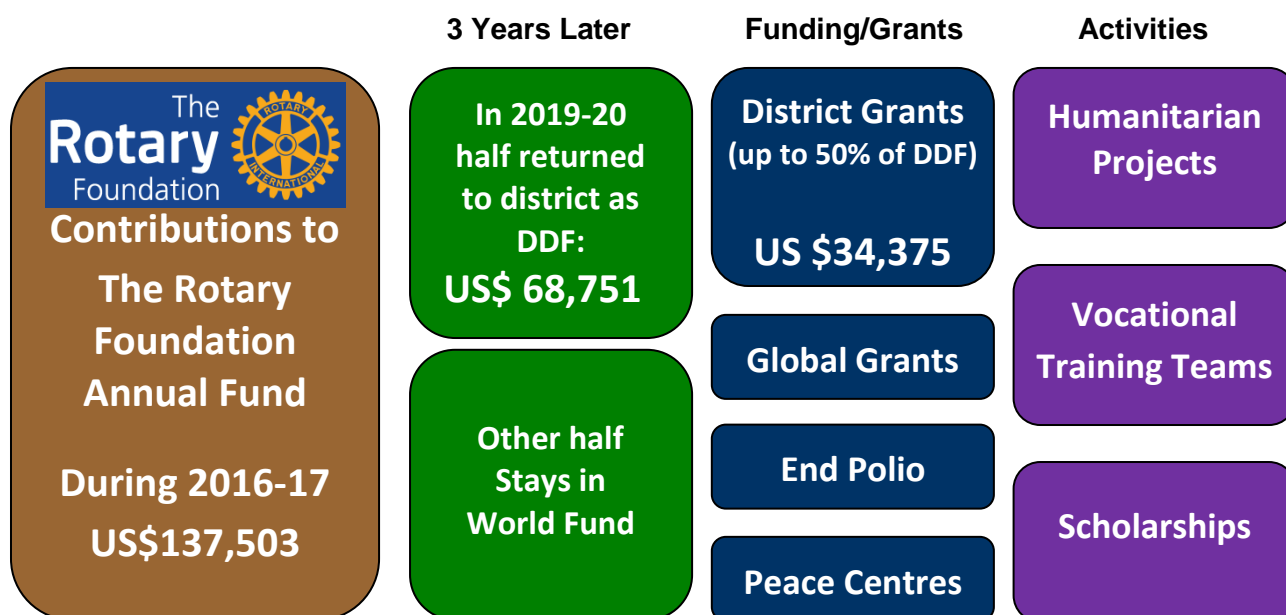 3 Years Later
Funding/Grants
Activities
The
Rotary
Foundation
ROTARY
INTERNATIONAL
Contributions to
The Rotary
Foundation
Annual Fund
During 2016-17
US$137,503
In 2019-20
half returned
to district as
DDF:
US$ 68,751
Other half
Stays in
World Fund
District Grants
(up to 50% of DDF)
US $34,375
Global Grants
End Polio
Peace Centres
Humanitarian
Projects
Vocational
Training Teams
Scholarships